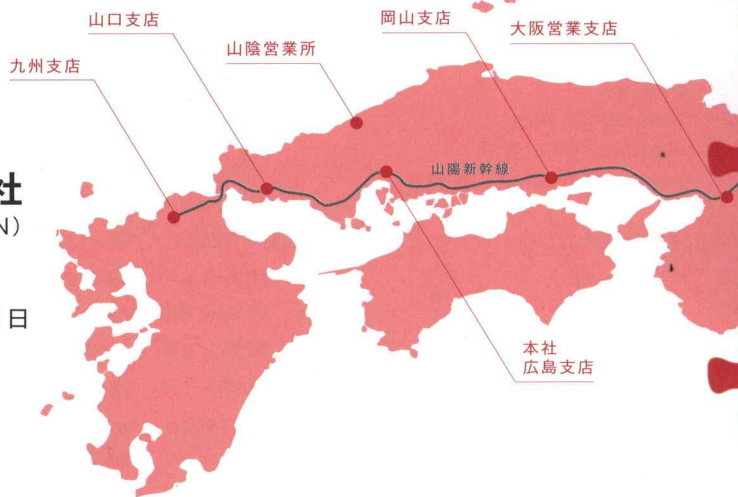 山口支店
岡山支店
大阪営業支店
山陰営業所
九州支店
山陽新幹線
社
N)
日
本社
広島支店